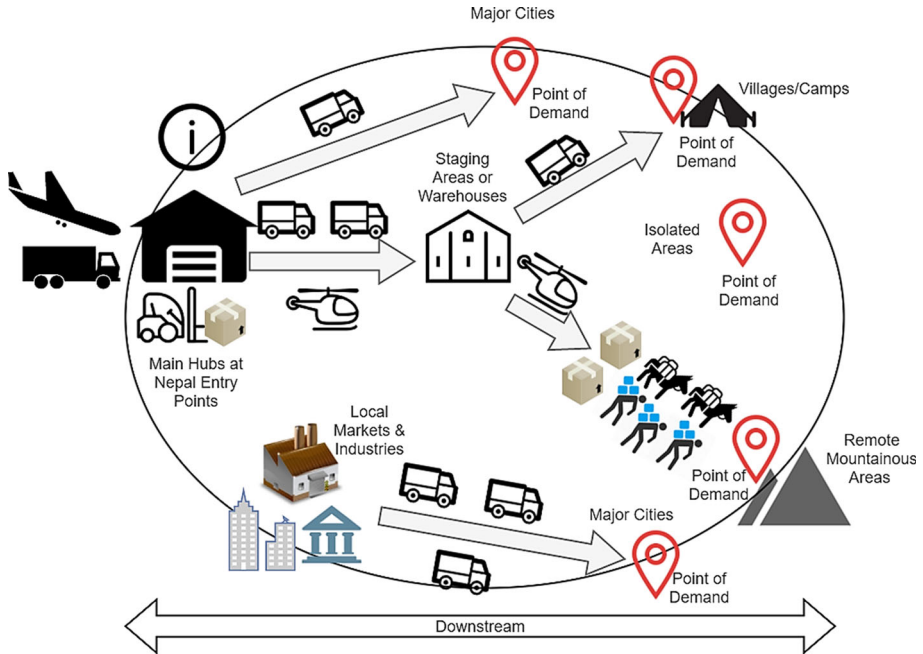 Major Cities
Point of
Demand
Villages/Camps
Point of
Demand
Staging
Areas or
Warehouses
i
Isolated
Areas
Point of
Demand
Main Hubs at
Nepal Entry
Points
Local
Markets &
Industries
Point of
Demand
Remote
Mountainous
Areas
Major Cities
Point of
Demand
Downstream